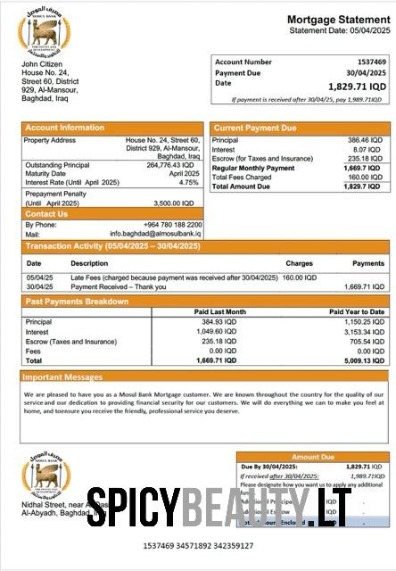 Mortgage Statement
Statement Date: 05/04/2025
John Citizen
House No. 24,
Street 60, District
929, Al-Mansour,
Baghdad, Iraq
Account Number 1537469
Payment Due 30/04/2025
Date 1,829.71 IQD
If payment is received after 30/04/25, pay 1,989.71IQD
Account Information
Property Address House No. 24, Street 60,
District 929, Al-Mansour,
Baghdad, Iraq
Outstanding Principal 264,776.43 IQD
Maturity Date April 2025
Interest Rate (Until April 2025) 4.75%
Prepayment Penalty
(Until April 2025) 3,500.00 IQD
Contact Us
By Phone: +964 780 188 2200
Mail: info.baghdad@almosulbank.iq
Current Payment Due
Principal 386.46 IQD
Interest 8.07 IQD
Escrow (for Taxes and Insurance) 235.18 IQD
Regular Monthly Payment 1,669.7 IQD
Total Fees Charged 160.00 IQD
Total Amount Due 1,829.7 IQD
Transaction Activity (05/04/2025 – 30/04/2025)
Date Description Charges Payments
05/04/25 Late Fees (charged because payment was received after 30/04/2025) 160.00 IQD
30/04/25 Payment Received – Thank you 1,669.71 IQD
Past Payments Breakdown
Paid Last Month Paid Year to Date
Principal 384.93 IQD 1,150.25 IQD
Interest 1,049.60 IQD 3,153.34 IQD
Escrow (Taxes and Insurance) 235.18 IQD 705.54 IQD
Fees 0.00 IQD 0.00 IQD
Total 1,669.71 IQD 5,009.13 IQD
Important Messages
We are pleased to have you as a Mosul Bank Mortgage customer. We are known throughout the country for the quality of our
service and our dedication to providing financial security for our customers. We will do everything we can to make you feel at
home, and toensure you receive the friendly, professional service you deserve.
Nidhal Street, near
Al-Abyadh, Baghdad,
Amount Due
Due By 30/04/2025: 1,829.71 IQD
If received after 30/04/2025: 1,989.71IQD
Please designate how you want us to apply any additional
SPICYBEAUTY.LT
1537469 34571892 342359127